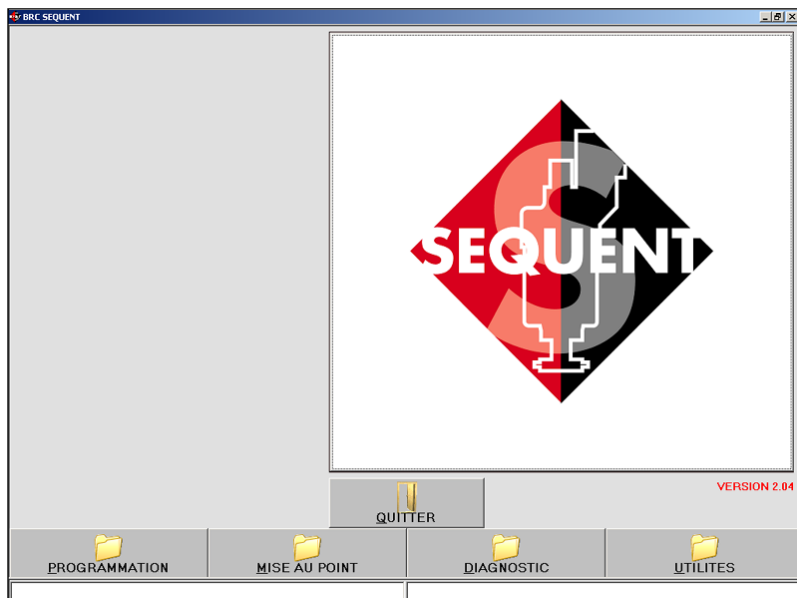 BRC SEQUENT
SEQUENT
VERSION 2.04
QUITTER
PROGRAMMATION
MISE AU POINT
DIAGNOSTIC
UTILITES